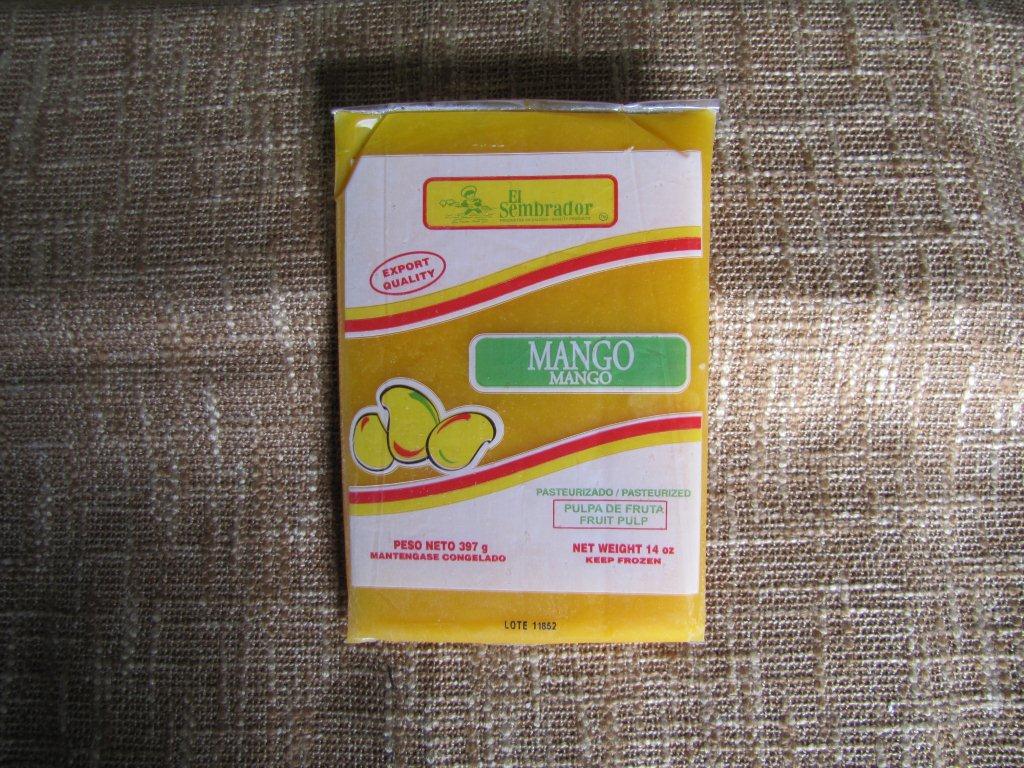 El
Sembrador
EXPORT
QUALITY
MANGO
MANGO
PASTEURIZADO / PASTEURIZED
PULPA DE FRUTA
FRUIT PULP
PESO NETO 397 g
MANTENGASE CONGELADO
NET WEIGHT 14 oz
KEEP FROZEN
LOTE 11852